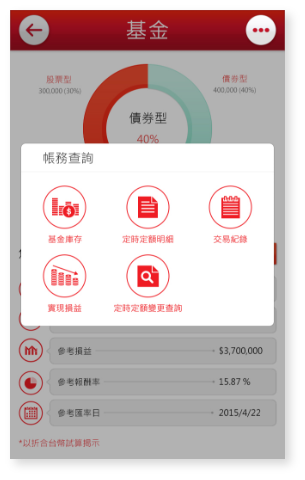 基金
股票型
300,000 (30%)
債券型
400,000 (40%)
債券型
40%
帳務查詢
基金庫存
定時定額明細
交易紀錄
實現損益
定時定額變更查詢
參考損益
$3,700,000
參考報酬率
15.87 %
參考匯率日
2015/4/22
*以折合台幣試算揭示